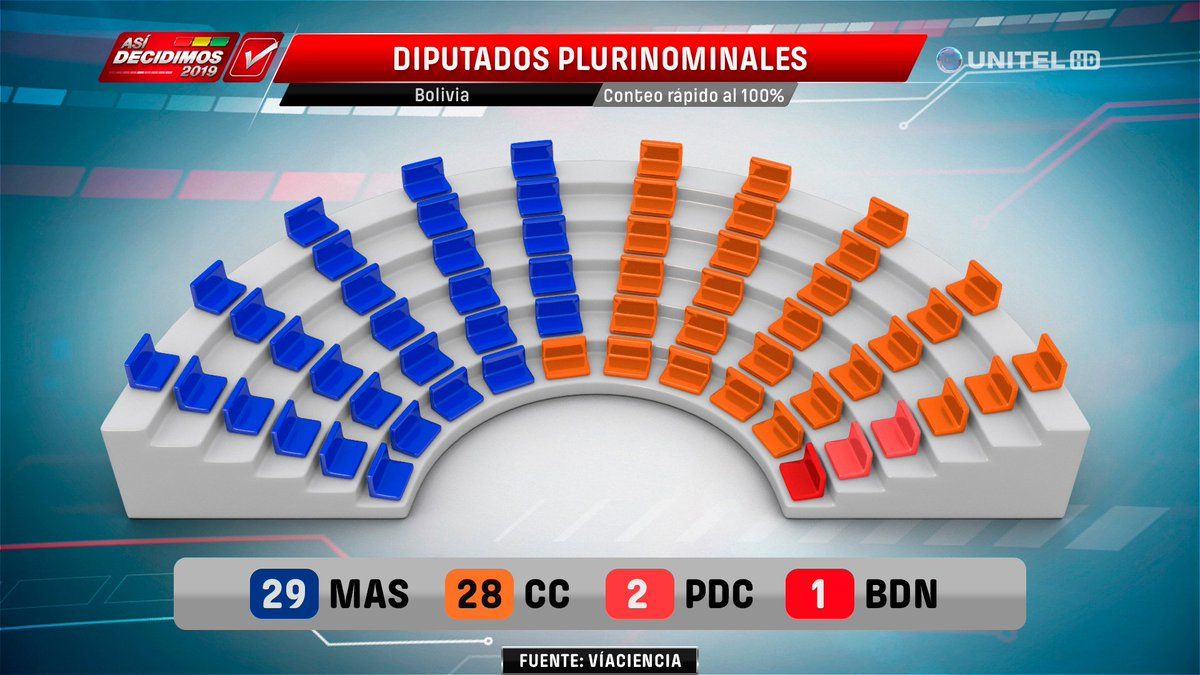 ASÍ
DECIDIMOS
2019
DIPUTADOS PLURINOMINALES
UNITEL HD
Bolivia
Conteo rápido al 100%
29 MAS 28 CC 2 PDC 1 BDN
FUENTE: VÍACIENCIA